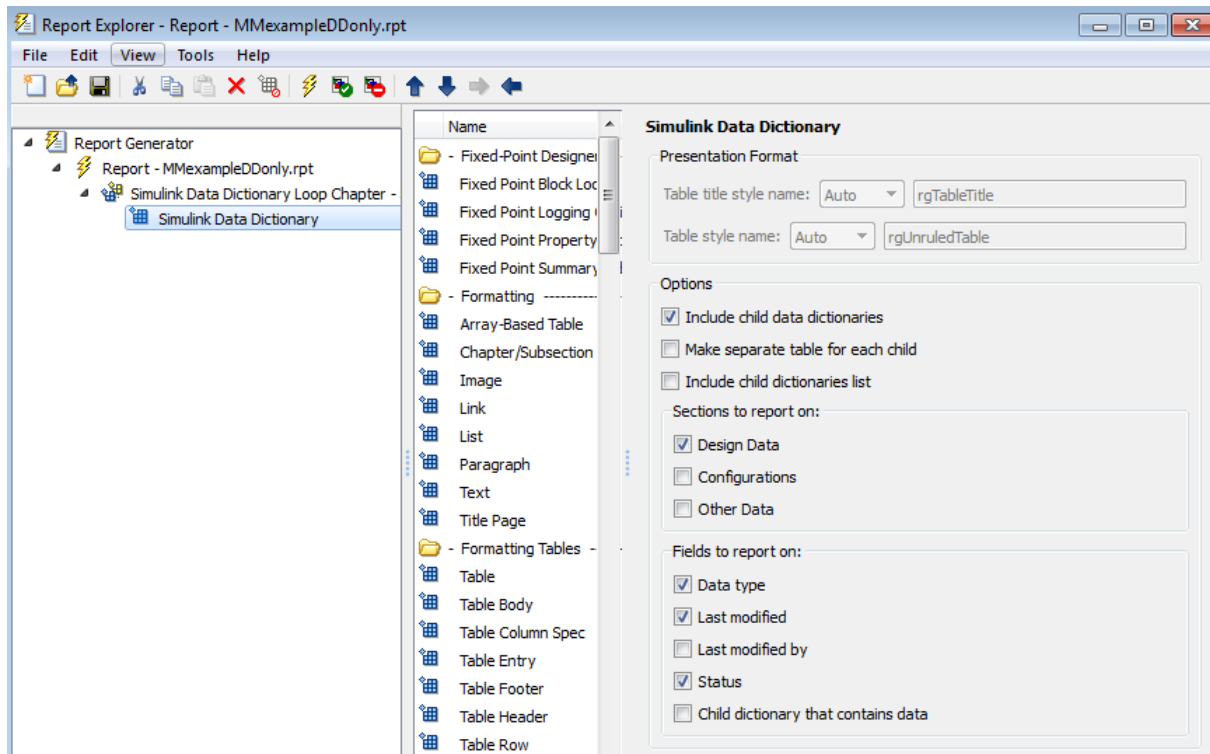 Report Explorer - Report - MMexampleDDonly.rpt
File Edit View Tools Help
Report Generator
Report - MMexampleDDonly.rpt
Simulink Data Dictionary Loop Chapter -
Simulink Data Dictionary
Name
- Fixed-Point Designer
Fixed Point Block Loo
Fixed Point Logging
Fixed Point Property
Fixed Point Summary
- Formatting ----------
Array-Based Table
Chapter/Subsection
Image
Link
List
Paragraph
Text
Title Page
- Formatting Tables -
Table
Table Body
Table Column Spec
Table Entry
Table Footer
Table Header
Table Row
Simulink Data Dictionary
Presentation Format
Table title style name: Auto rgTableTitle
Table style name: Auto rgUnruledTable
Options
Include child data dictionaries
Make separate table for each child
Include child dictionaries list
Sections to report on:
Design Data
Configurations
Other Data
Fields to report on:
Data type
Last modified
Last modified by
Status
Child dictionary that contains data